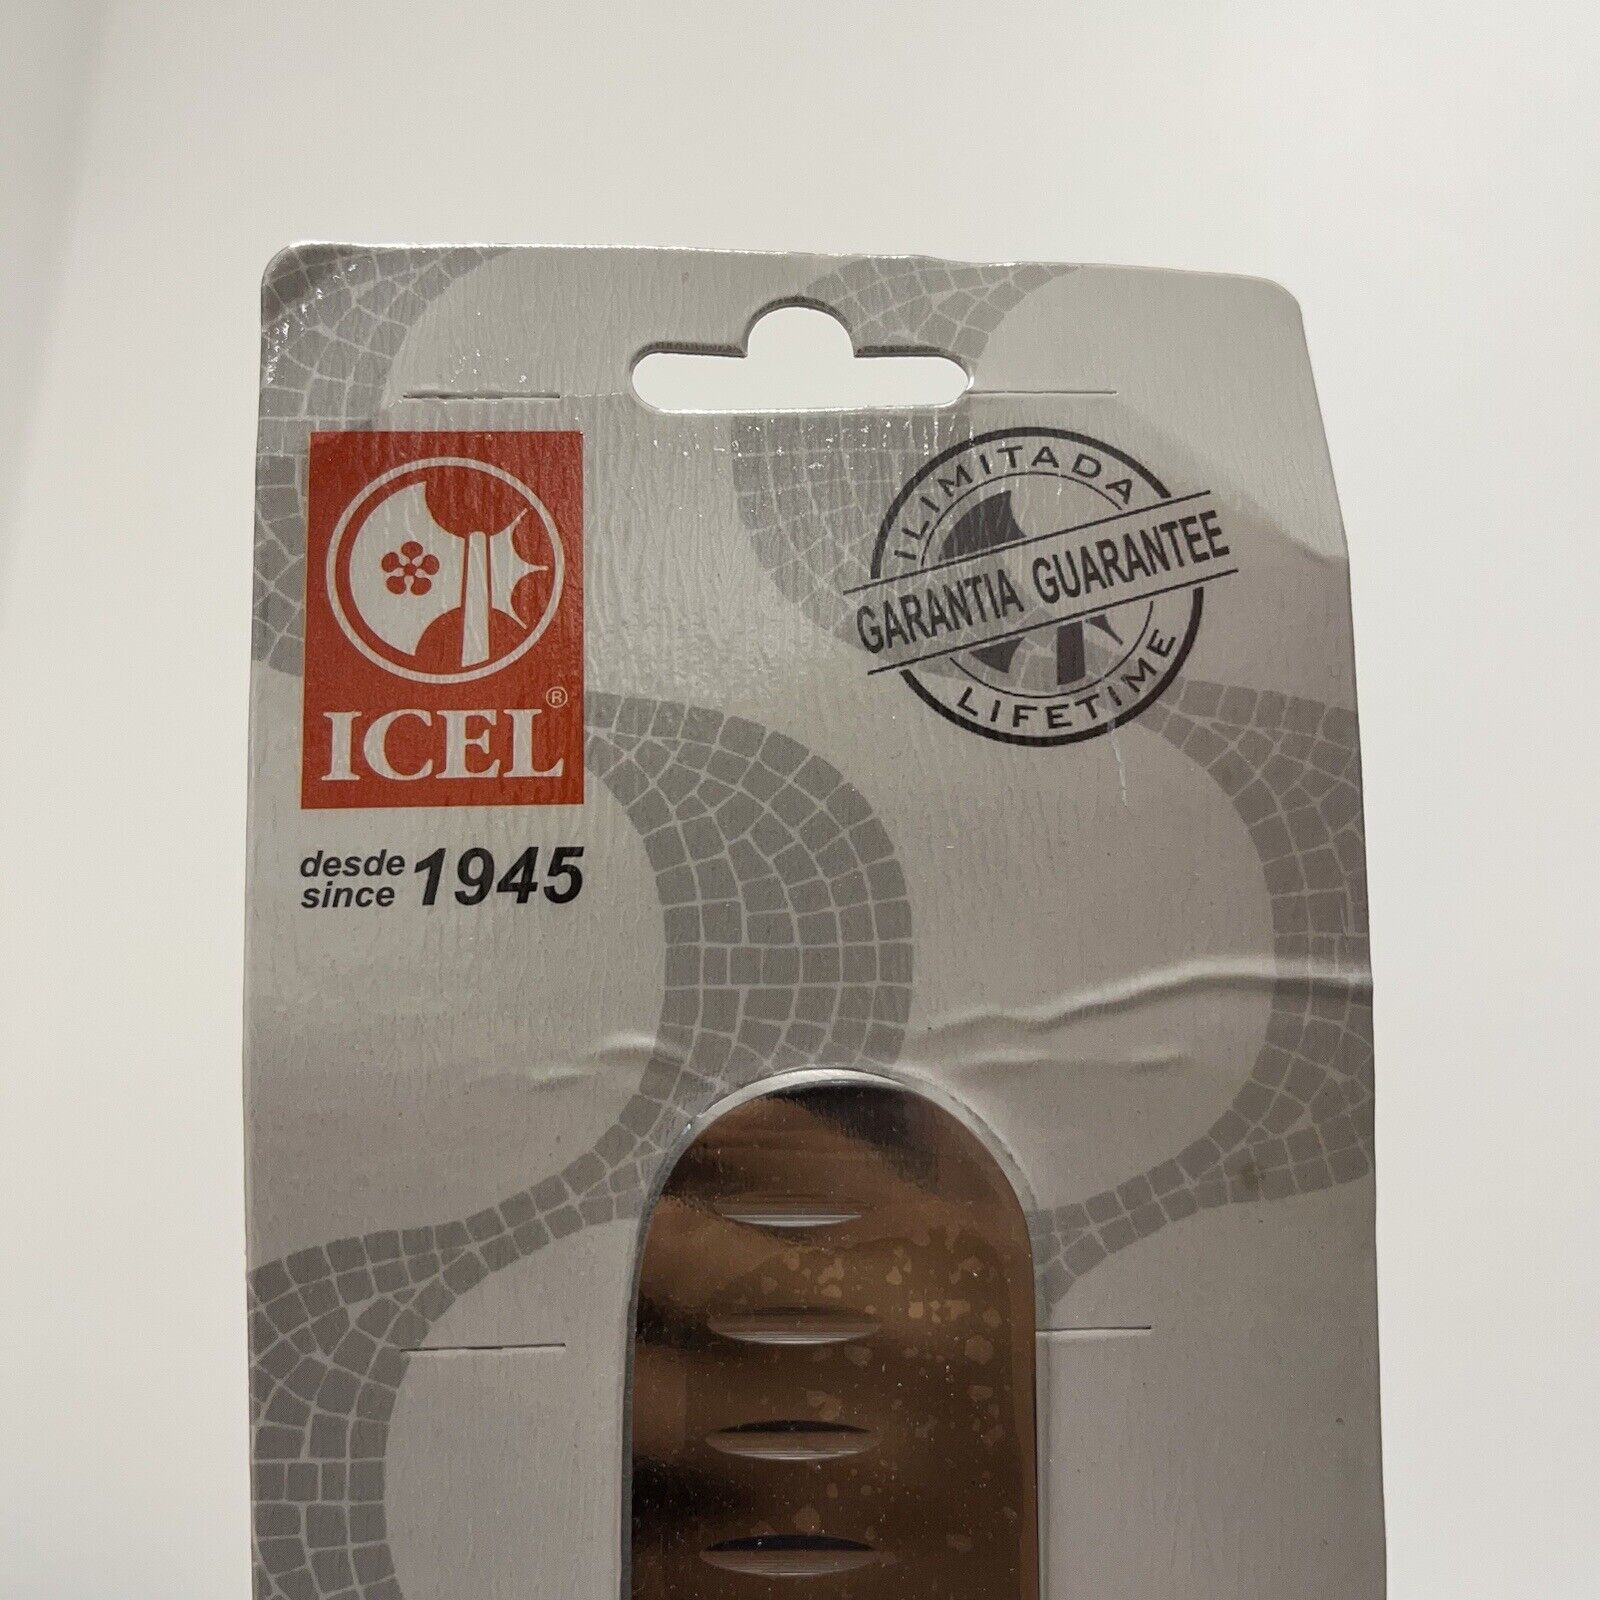 ICEL®
desde
since 1945
ILIMITADA
GARANTIA GUARANTEE
LIFETIME